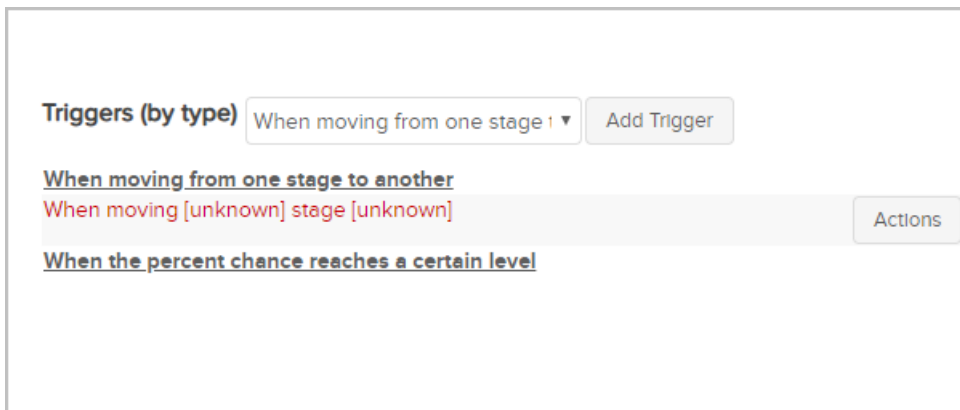 Triggers (by type) When moving from one stage t Add Trigger
When moving from one stage to another
When moving [unknown] stage [unknown] Actions
When the percent chance reaches a certain level